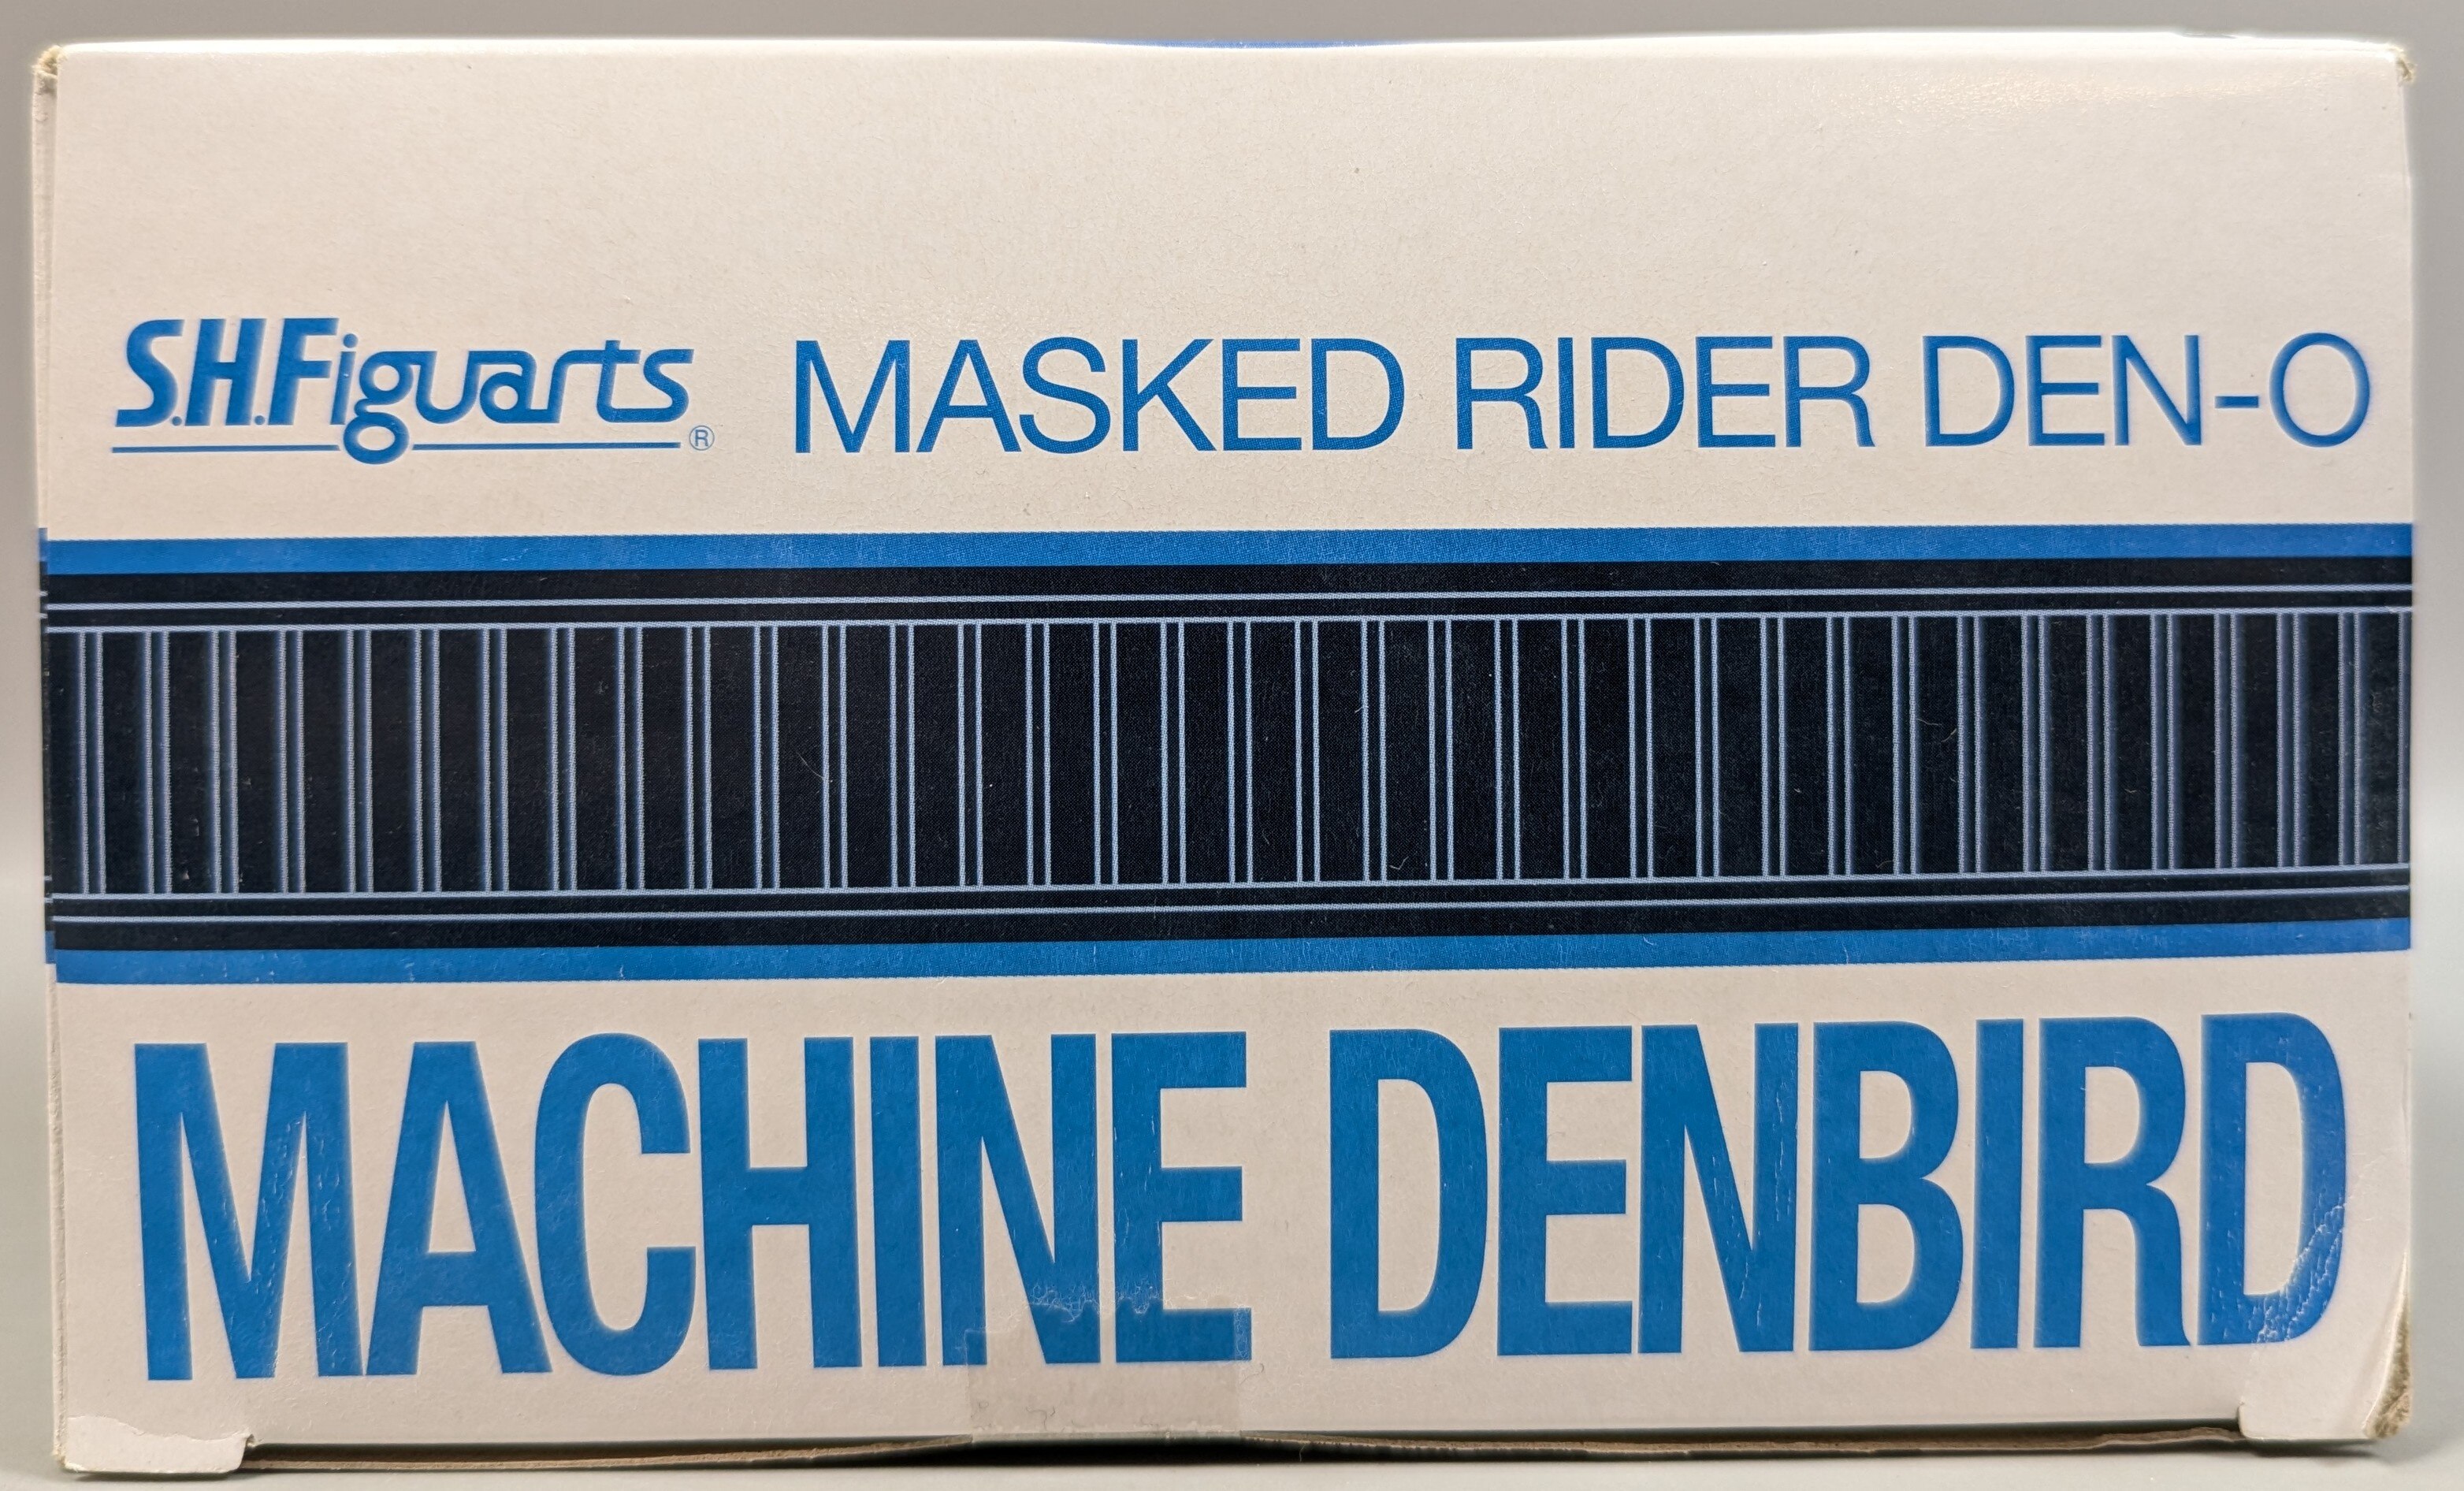 S.H.Figuarts® MASKED RIDER DEN-O
MACHINE DENBIRD